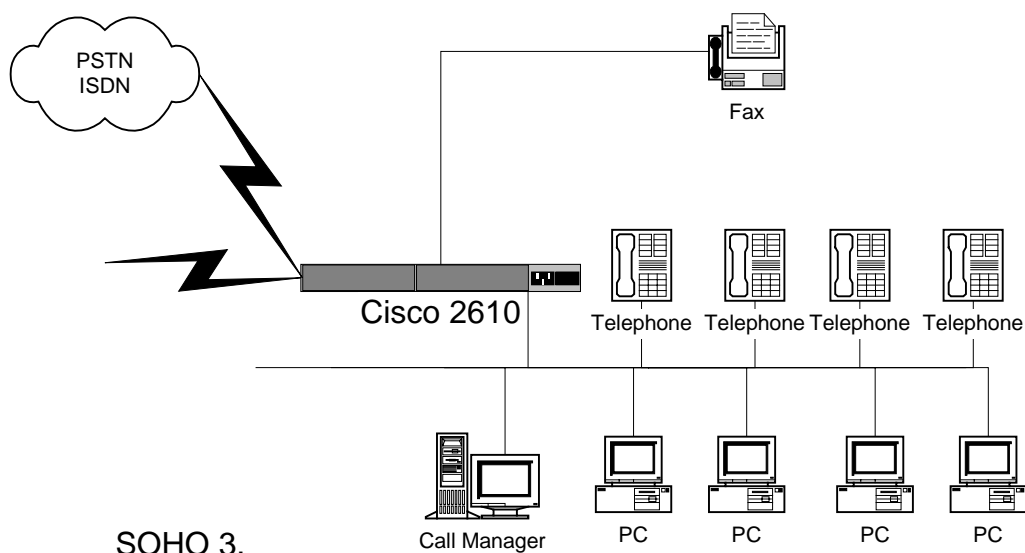 PSTN
ISDN
Fax
Cisco 2610
Telephone
Telephone
Telephone
Telephone
Call Manager
PC
PC
PC
PC
SOHO 3.